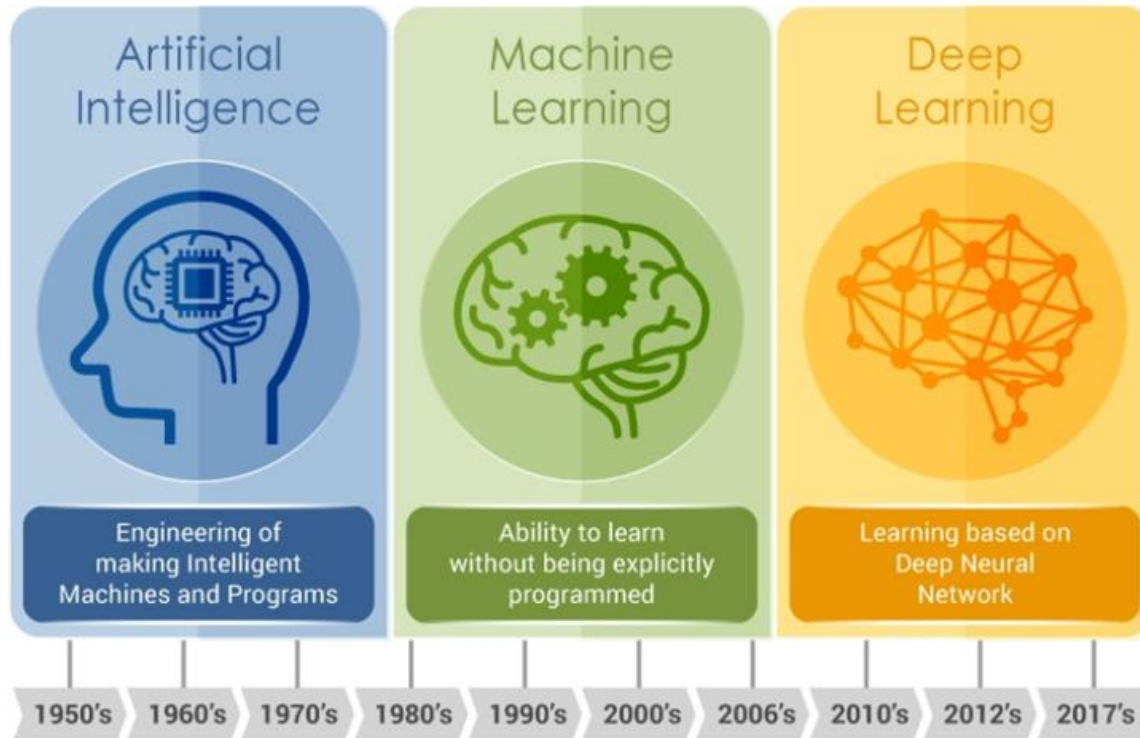 Artificial
Intelligence
Engineering of
making Intelligent
Machines and Programs
Machine
Learning
Ability to learn
without being explicitly
programmed
Deep
Learning
Learning based on
Deep Neural
Network
1950's 1960's 1970's 1980's 1990's 2000's 2006's 2010's 2012's 2017's